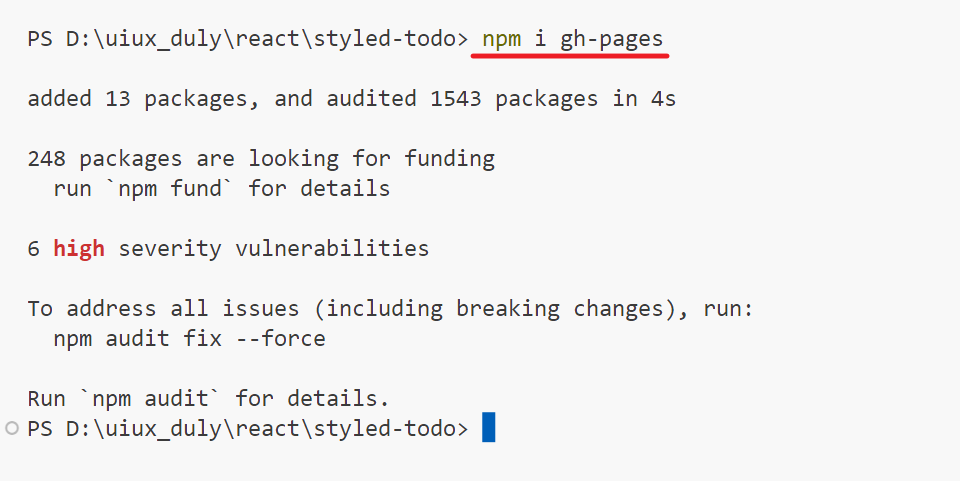 PS D:\uiux_duly\react\styled-todo> npm i gh-pages
added 13 packages, and audited 1543 packages in 4s
248 packages are looking for funding
  run `npm fund` for details
6 high severity vulnerabilities
To address all issues (including breaking changes), run:
  npm audit fix --force
Run `npm audit` for details.
PS D:\uiux_duly\react\styled-todo>